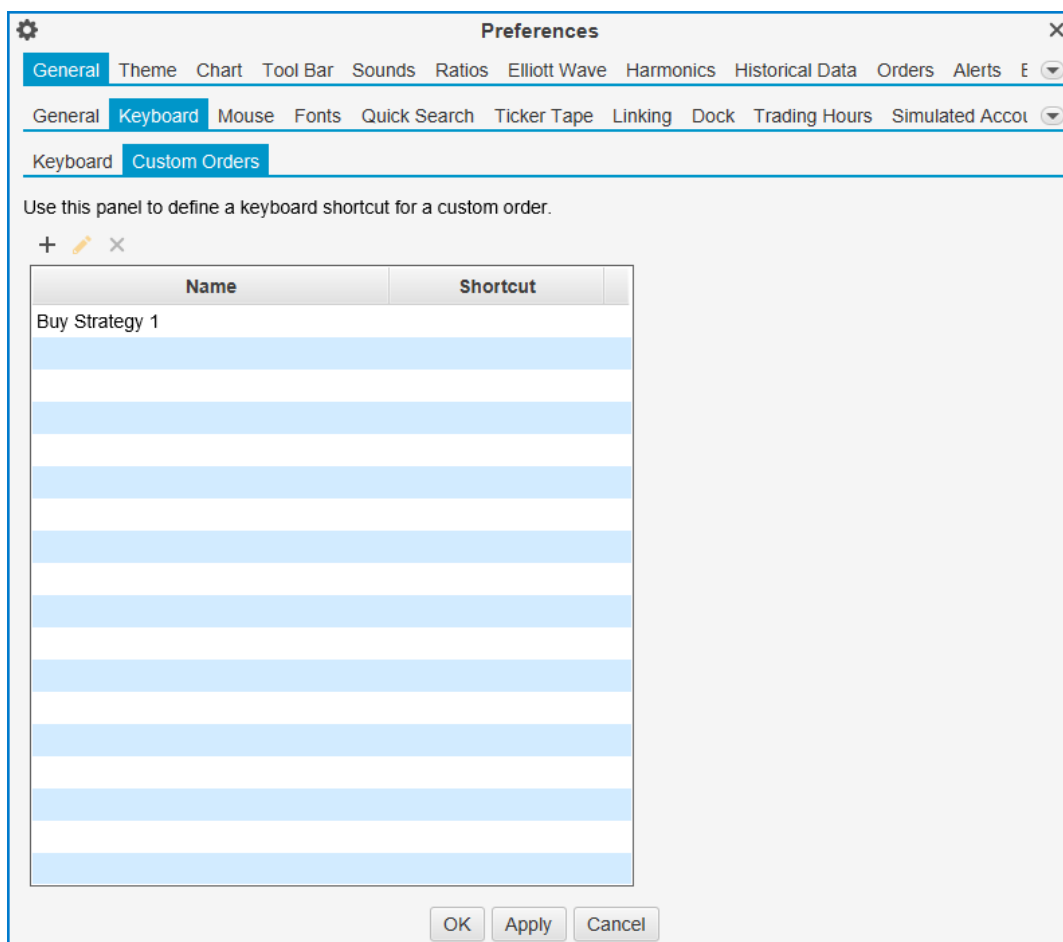 Preferences
General Theme Chart Tool Bar Sounds Ratios Elliott Wave Harmonics Historical Data Orders Alerts
General Keyboard Mouse Fonts Quick Search Ticker Tape Linking Dock Trading Hours Simulated
Keyboard Custom Orders
Use this panel to define a keyboard shortcut for a custom order.
Name Shortcut
Buy Strategy 1
OK Apply Cancel